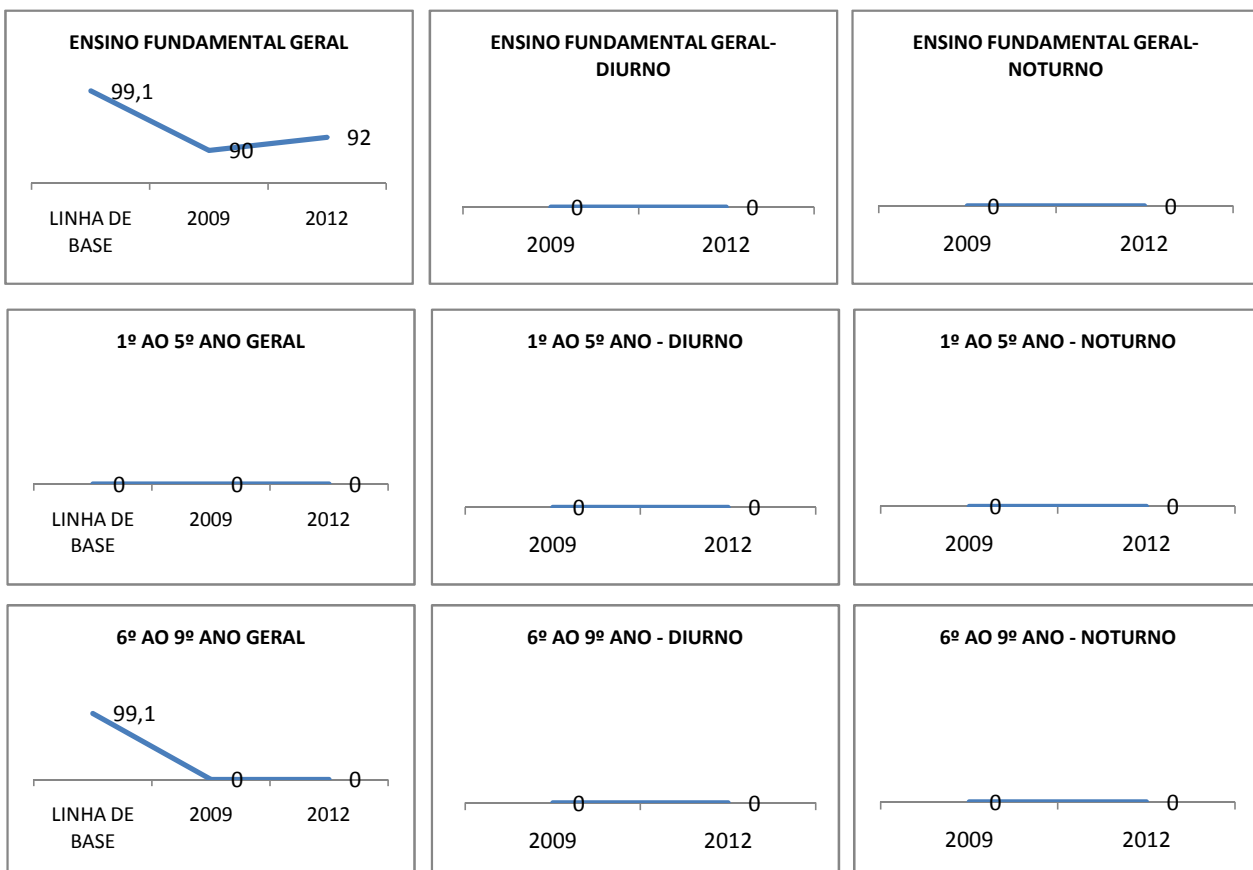 ENSINO FUNDAMENTAL GERAL
99,1
90
92
LINHA DE
BASE
2009
2012
ENSINO FUNDAMENTAL GERAL-
DIURNO
0
0
2009
2012
ENSINO FUNDAMENTAL GERAL-
NOTURNO
0
0
2009
2012
1º AO 5º ANO GERAL
0
0
0
LINHA DE
BASE
2009
2012
1º AO 5º ANO - DIURNO
0
0
2009
2012
1º AO 5º ANO - NOTURNO
0
0
2009
2012
6º AO 9º ANO GERAL
99,1
0
0
LINHA DE
BASE
2009
2012
6º AO 9º ANO - DIURNO
0
0
2009
2012
6º AO 9º ANO - NOTURNO
0
0
2009
2012